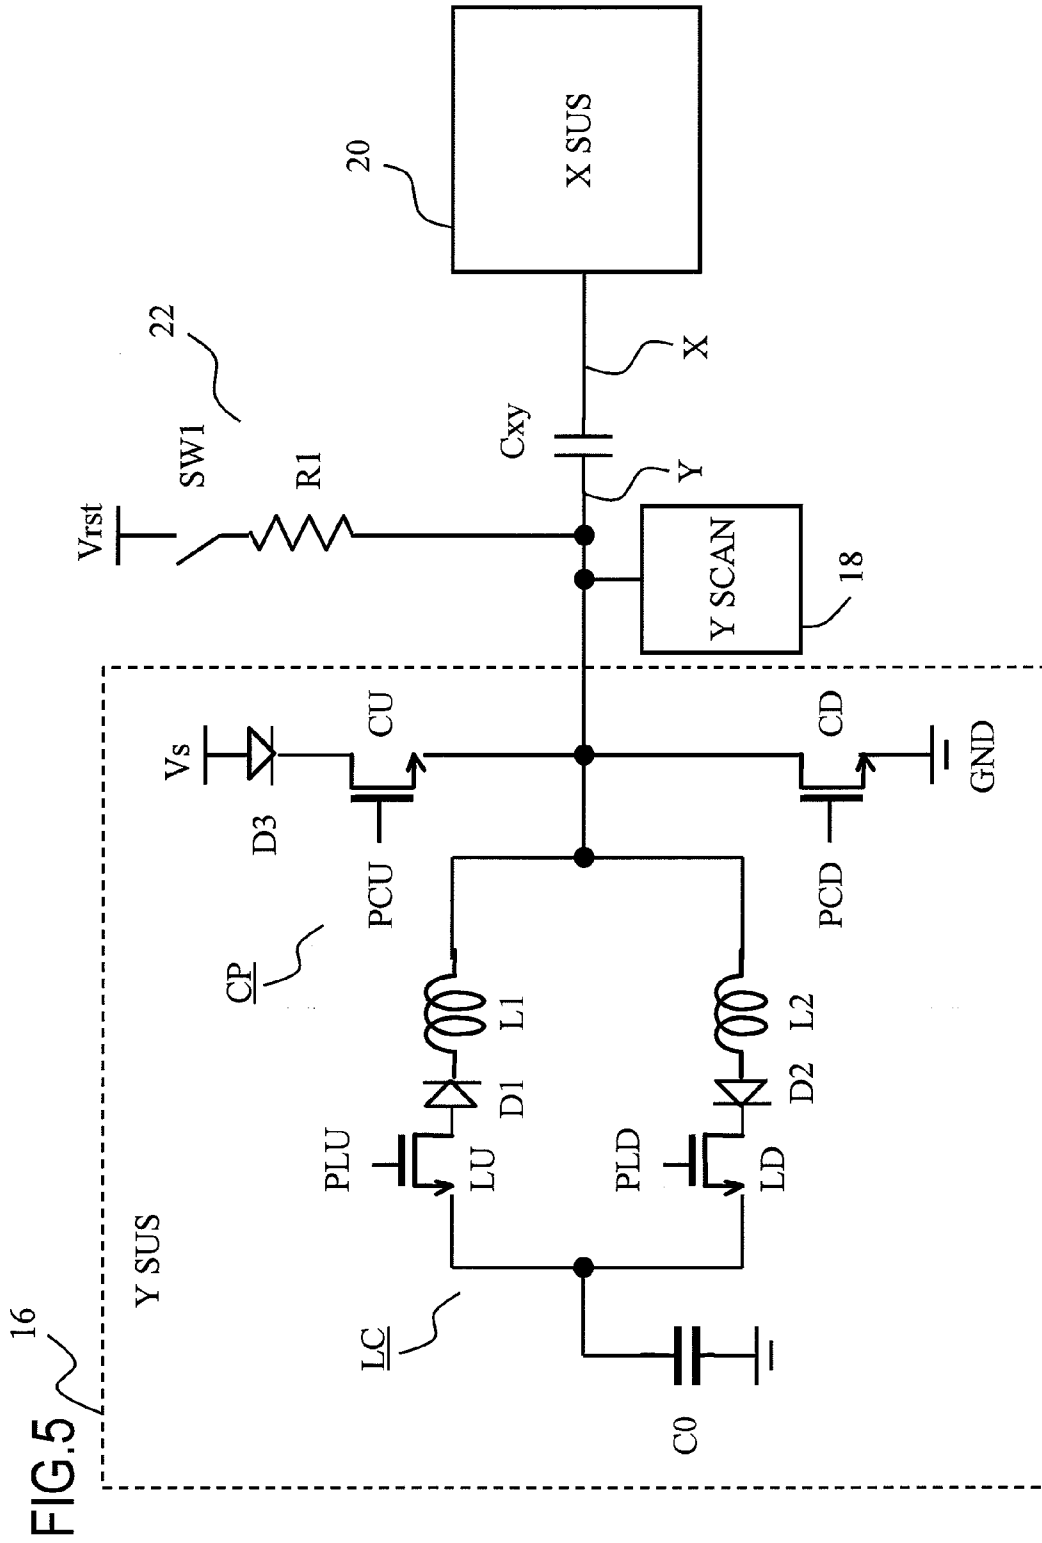 FIG.5
16
Y SUS
LC
C0
PLU
LU
D1
L1
PLD
LD
D2
L2
CP
Vs
D3
PCU
CU
PCD
CD
GND
Vrst
SW1
R1
22
Y SCAN
18
Cxy
Y
X
20
X SUS